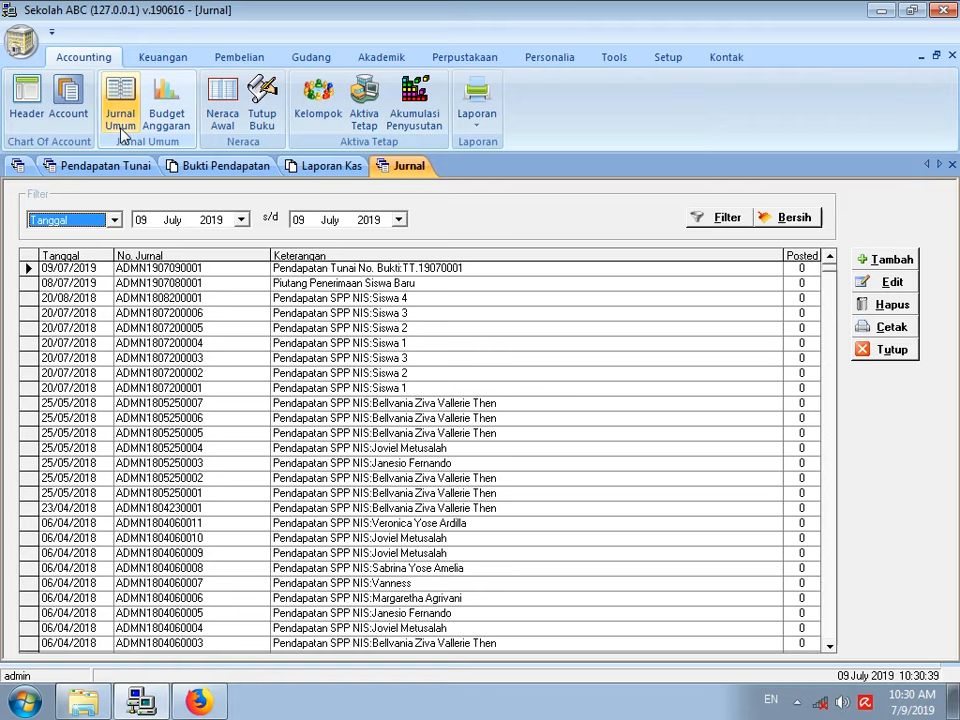 Sekolah ABC (127.0.0.1) v.190616 - [Jurnal]
Accounting Keuangan Pembelian Gudang Akademik Perpustakaan Personalia Tools Setup Kontak
Header Account Jurnal Umum Budget Anggaran Neraca Awal Tutup Buku Kelompok Aktiva Tetap Akumulasi Penyusutan Laporan
Chart Of Account Jurnal Umum Neraca Aktiva Tetap Laporan
Pendapatan Tunai Bukti Pendapatan Laporan Kas Jurnal
Filter
Tanggal 09 July 2019 s/d 09 July 2019 Filter Bersih
Tanggal No. Jurnal Keterangan Posted
09/07/2019 ADMN1907090001 Pendapatan Tunai No. Bukti:TT.19070001 0
08/07/2019 ADMN1907080001 Piutang Penerimaan Siswa Baru 0
20/08/2018 ADMN1808200001 Pendapatan SPP NIS:Siswa 4 0
20/07/2018 ADMN1807200006 Pendapatan SPP NIS:Siswa 3 0
20/07/2018 ADMN1807200005 Pendapatan SPP NIS:Siswa 2 0
20/07/2018 ADMN1807200004 Pendapatan SPP NIS:Siswa 1 0
20/07/2018 ADMN1807200003 Pendapatan SPP NIS:Siswa 3 0
20/07/2018 ADMN1807200002 Pendapatan SPP NIS:Siswa 2 0
20/07/2018 ADMN1807200001 Pendapatan SPP NIS:Siswa 1 0
25/05/2018 ADMN1805250007 Pendapatan SPP NIS:Bellvania Ziva Vallerie Then 0
25/05/2018 ADMN1805250006 Pendapatan SPP NIS:Bellvania Ziva Vallerie Then 0
25/05/2018 ADMN1805250005 Pendapatan SPP NIS:Bellvania Ziva Vallerie Then 0
25/05/2018 ADMN1805250004 Pendapatan SPP NIS:Joviel Metusalah 0
25/05/2018 ADMN1805250003 Pendapatan SPP NIS:Janesio Fernando 0
25/05/2018 ADMN1805250002 Pendapatan SPP NIS:Bellvania Ziva Vallerie Then 0
25/05/2018 ADMN1805250001 Pendapatan SPP NIS:Bellvania Ziva Vallerie Then 0
23/04/2018 ADMN1804230001 Pendapatan SPP NIS:Bellvania Ziva Vallerie Then 0
06/04/2018 ADMN1804060011 Pendapatan SPP NIS:Veronica Yose Ardilla 0
06/04/2018 ADMN1804060010 Pendapatan SPP NIS:Joviel Metusalah 0
06/04/2018 ADMN1804060009 Pendapatan SPP NIS:Joviel Metusalah 0
06/04/2018 ADMN1804060008 Pendapatan SPP NIS:Sabrina Yose Amelia 0
06/04/2018 ADMN1804060007 Pendapatan SPP NIS:Vanness 0
06/04/2018 ADMN1804060006 Pendapatan SPP NIS:Margaretha Agrivani 0
06/04/2018 ADMN1804060005 Pendapatan SPP NIS:Janesio Fernando 0
06/04/2018 ADMN1804060004 Pendapatan SPP NIS:Joviel Metusalah 0
06/04/2018 ADMN1804060003 Pendapatan SPP NIS:Bellvania Ziva Vallerie Then 0
Tambah
Edit
Hapus
Cetak
Tutup
admin 09 July 2019 10:30:39
EN 10:30 AM
7/9/2019